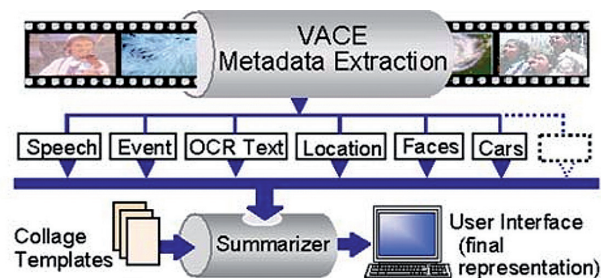 VACE
Metadata Extraction
Speech
Event
OCR Text
Location
Faces
Cars
Collage
Templates
Summarizer
User Interface
(final
representation)